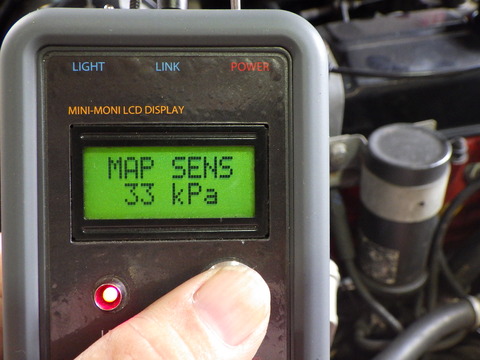 LIGHT LINK POWER
MINI-MONI LCD DISPLAY
MAP SENS
33 kPa